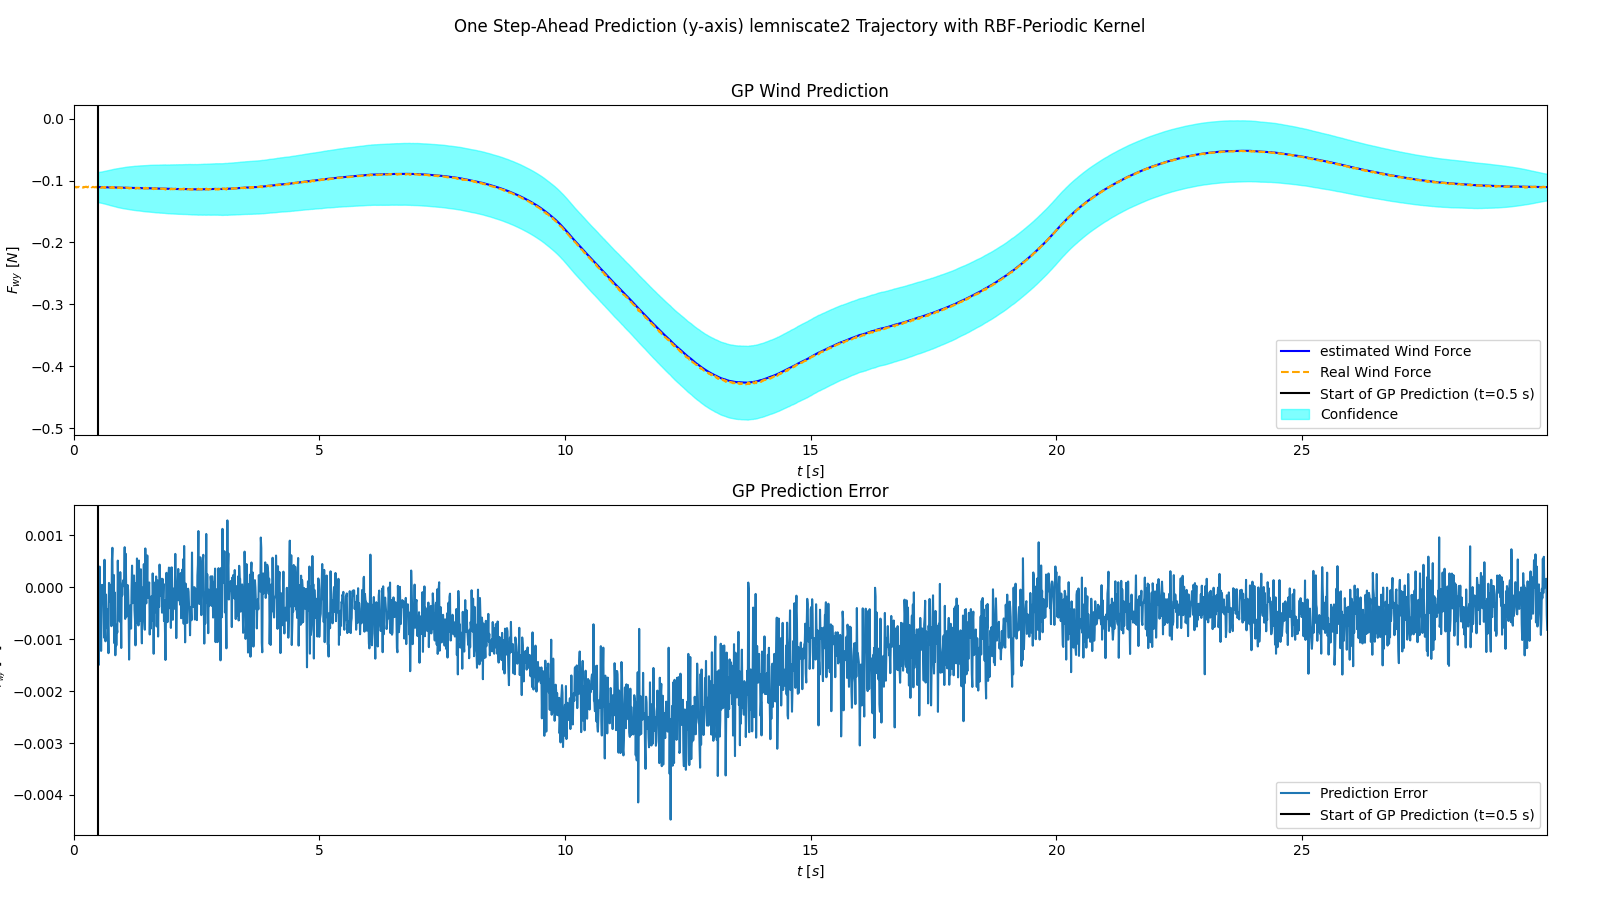 One Step-Ahead Prediction (y-axis) lemniscate2 Trajectory with RBF-Periodic Kernel
GP Wind Prediction
0.0
−0.1
−0.2
−0.3
−0.4
−0.5
F_wy [N]
0 5 10 15 20 25
t [s]
estimated Wind Force
Real Wind Force
Start of GP Prediction (t=0.5 s)
Confidence
GP Prediction Error
0.001
0.000
−0.001
−0.002
−0.003
−0.004
0 5 10 15 20 25
t [s]
Prediction Error
Start of GP Prediction (t=0.5 s)